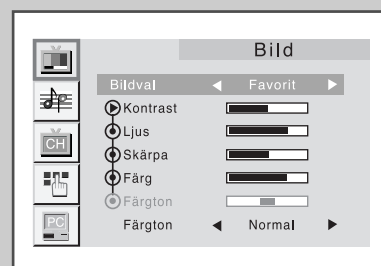 Bild
Bildval Favorit
Kontrast
Ljus
CH
Skärpa
Färg
Färgton
PC
Färgton Normal